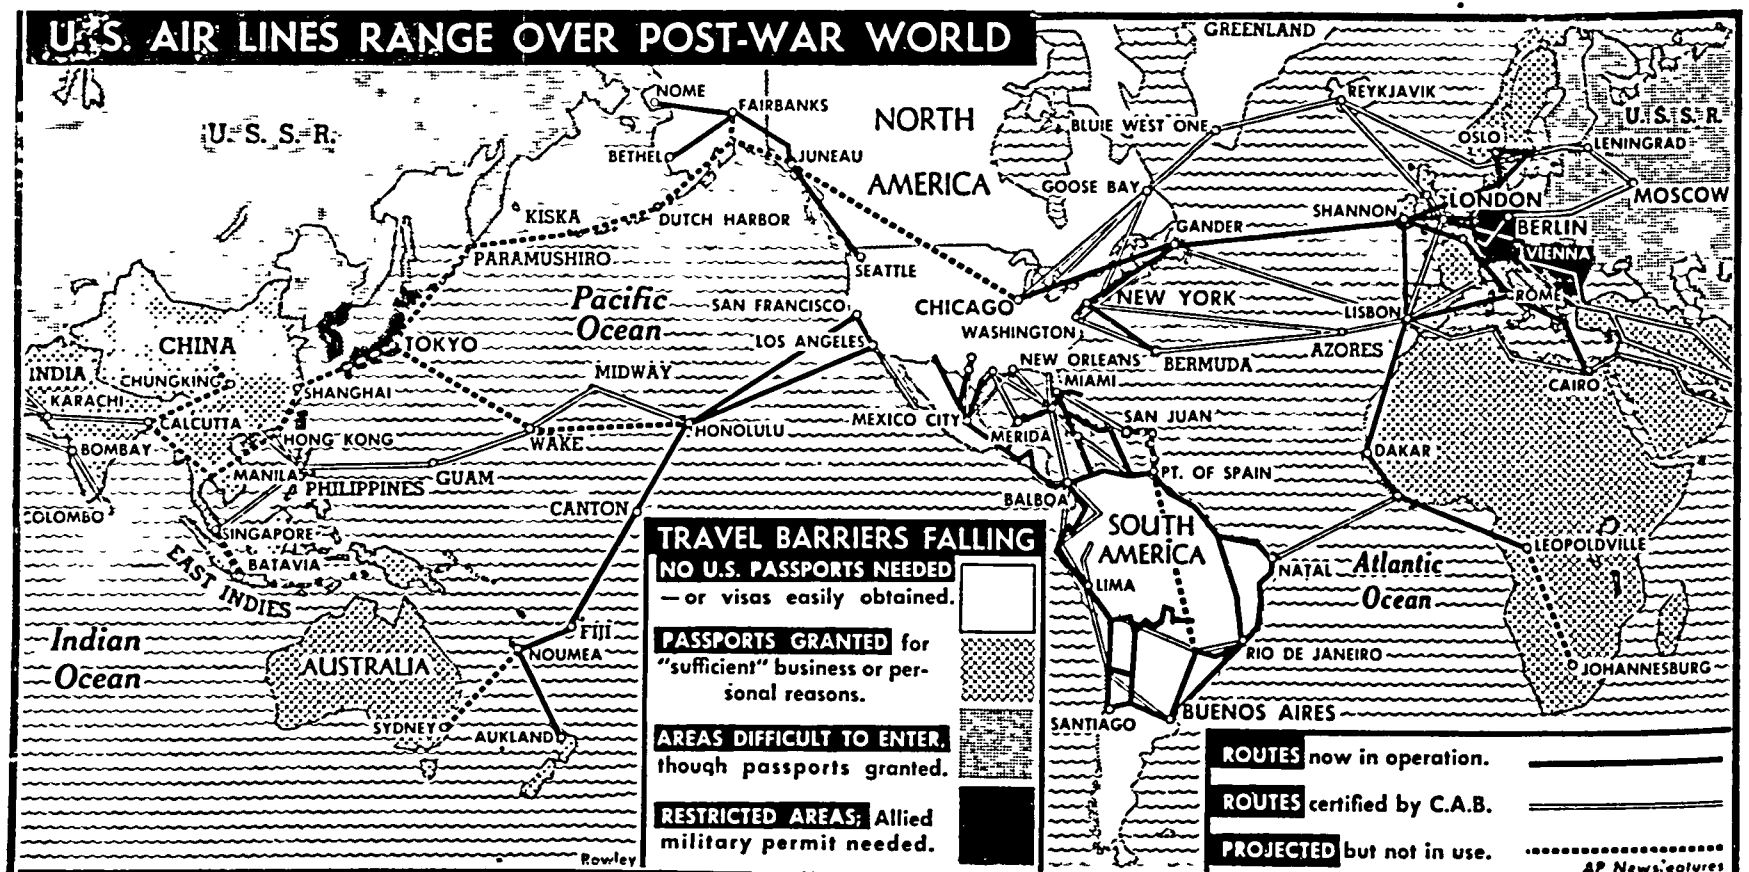 U.S. AIR LINES RANGE OVER POST-WAR WORLD
GREENLAND
NOME
FAIRBANKS
REYKJAVIK
U. S. S. R.
NORTH
AMERICA
BLUIE WEST ONE
OSLO
U. S. S. R.
LENINGRAD
BETHEL
JUNEAU
GOOSE BAY
LONDON
MOSCOW
KISKA
DUTCH HARBOR
SHANNON
GANDER
BERLIN
PARAMUSHIRO
SEATTLE
VIENNA
Pacific
Ocean
SAN FRANCISCO
CHICAGO
NEW YORK
ROME
LISBON
CHINA
TOKYO
LOS ANGELES
WASHINGTON
BERMUDA
AZORES
INDIA
CHUNGKING
MIDWAY
NEW ORLEANS
MIAMI
CAIRO
KARACHI
SHANGHAI
CALCUTTA
HONG KONG
WAKE
HONOLULU
MEXICO CITY
MERIDA
SAN JUAN
BOMBAY
MANILA
PHILIPPINES
GUAM
DAKAR
PT. OF SPAIN
COLOMBO
CANTON
BALBOA
SINGAPORE
BATAVIA
EAST INDIES
SOUTH
AMERICA
LEOPOLDVILLE
LIMA
NATAL
Atlantic
Ocean
Indian
Ocean
FIJI
NOUMEA
AUSTRALIA
RIO DE JANEIRO
JOHANNESBURG
SYDNEY
AUKLAND
SANTIAGO
BUENOS AIRES
TRAVEL BARRIERS FALLING
NO U.S. PASSPORTS NEEDED
— or visas easily obtained.
PASSPORTS GRANTED for
"sufficient" business or per-
sonal reasons.
AREAS DIFFICULT TO ENTER,
though passports granted.
RESTRICTED AREAS; Allied
military permit needed.
ROUTES now in operation.
ROUTES certified by C.A.B.
PROJECTED but not in use.
Rowley
AP Newsfeatures